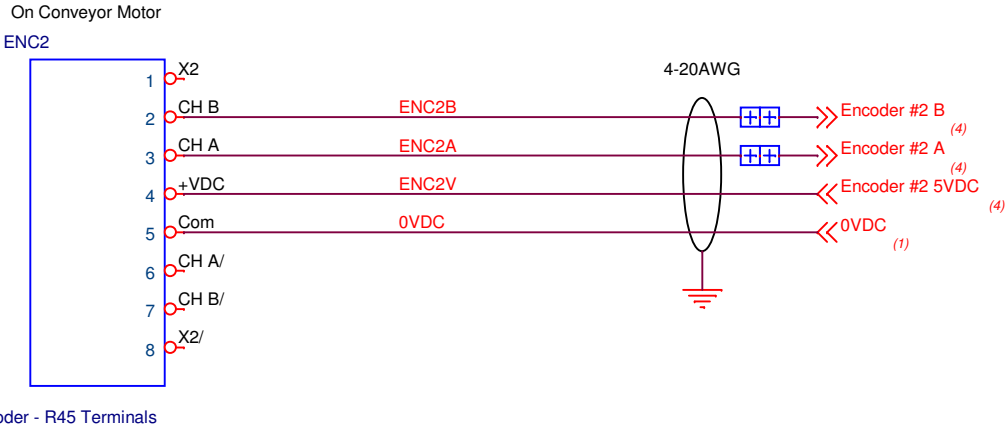 On Conveyor Motor
ENC2
4-20AWG
1 X2
2 CH B ENC2B Encoder #2 B (4)
3 CH A ENC2A Encoder #2 A (4)
4 +VDC ENC2V Encoder #2 5VDC (4)
5 Com 0VDC 0VDC (1)
6 CH A/
7 CH B/
8 X2/
oder - R45 Terminals